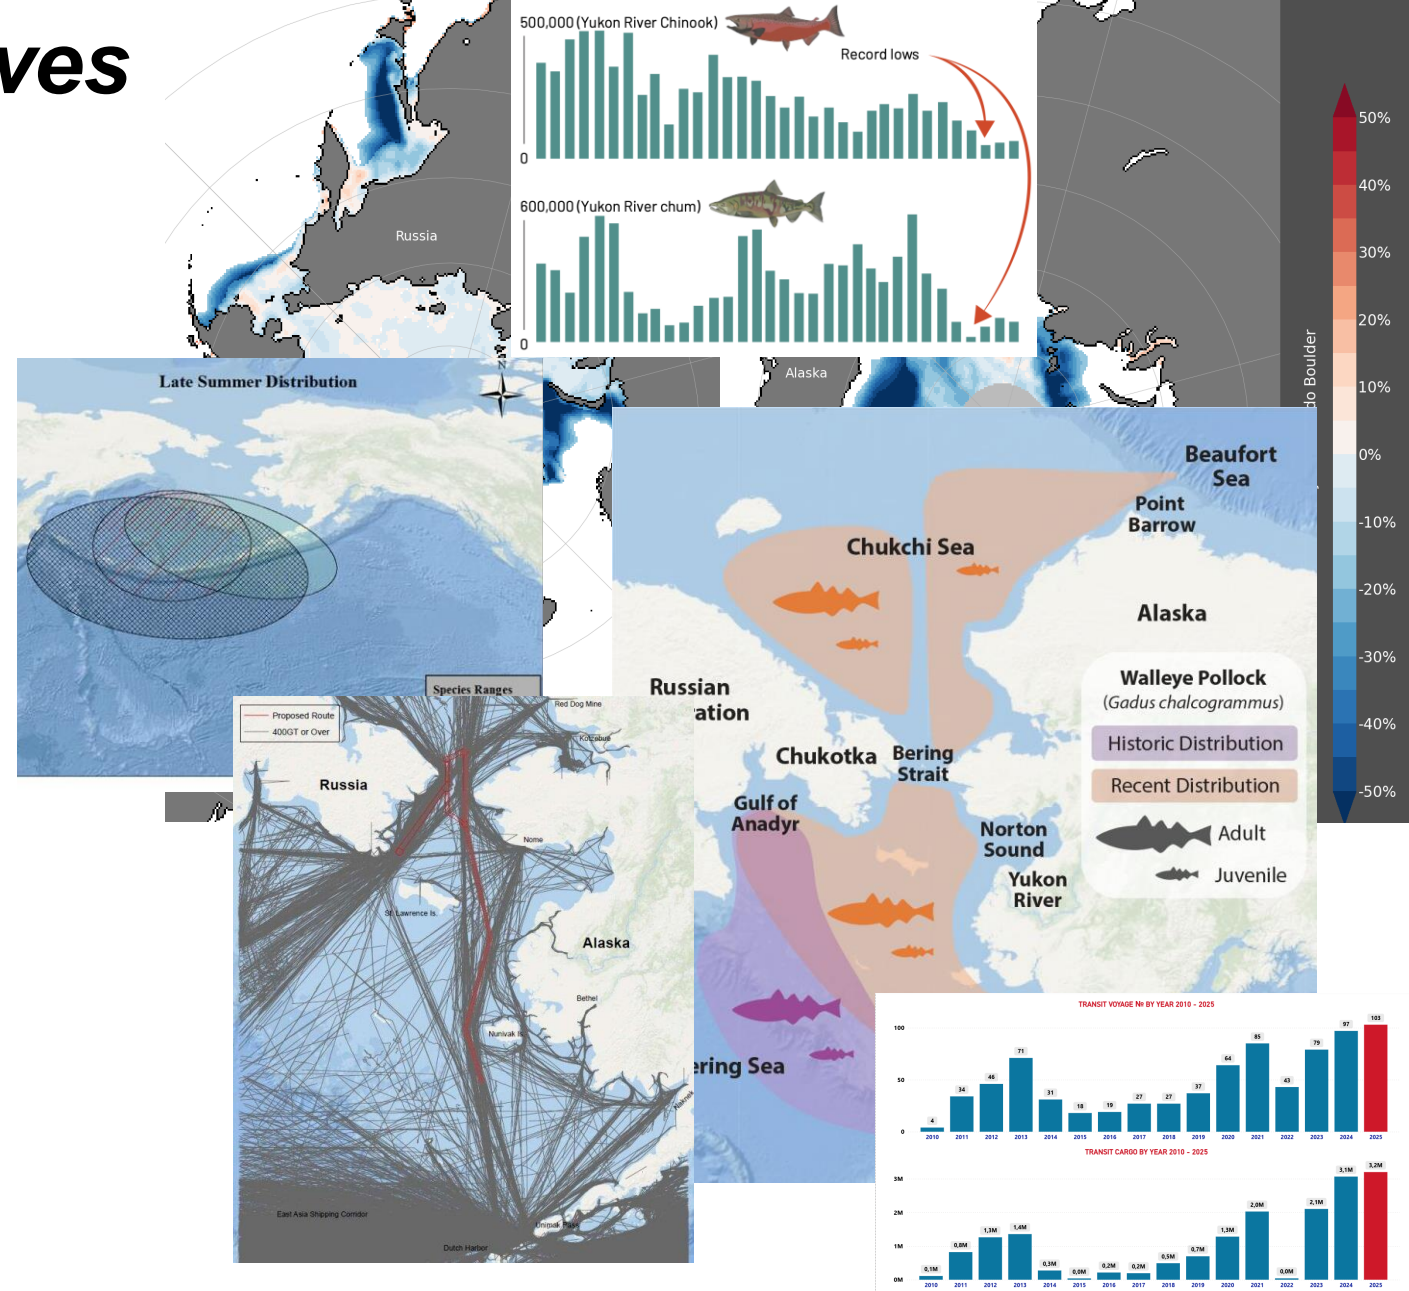 ves
500,000 (Yukon River Chinook)
Record lows
0
600,000 (Yukon River chum)
0
Russia
Alaska
do Boulder
50%
40%
30%
20%
10%
0%
-10%
-20%
-30%
-40%
-50%
Late Summer Distribution
N
Species Ranges
Beaufort
Sea
Point
Barrow
Chukchi Sea
Alaska
Russian
ration
Chukotka
Bering
Strait
Gulf of
Anadyr
Norton
Sound
Yukon
River
ering Sea
Walleye Pollock
(Gadus chalcogrammus)
Historic Distribution
Recent Distribution
Adult
Juvenile
Proposed Route
400GT or Over
Red Dog Mine
Kotzebue
Russia
Nome
St. Lawrence Is.
Alaska
Bethel
Nunivak Is.
Naknek
East Asia Shipping Corridor
Unimak Pass
Dutch Harbor
TRANSIT VOYAGE № BY YEAR 2010 - 2025
100
50
0
4
34
46
71
31
18
19
27
27
37
64
85
43
79
97
103
2010
2011
2012
2013
2014
2015
2016
2017
2018
2019
2020
2021
2022
2023
2024
2025
TRANSIT CARGO BY YEAR 2010 - 2025
3M
2M
1M
0M
0,1M
0,8M
1,3M
1,4M
0,3M
0,0M
0,2M
0,2M
0,5M
0,7M
1,3M
2,0M
0,0M
2,1M
3,1M
3,2M
2010
2011
2012
2013
2014
2015
2016
2017
2018
2019
2020
2021
2022
2023
2024
2025